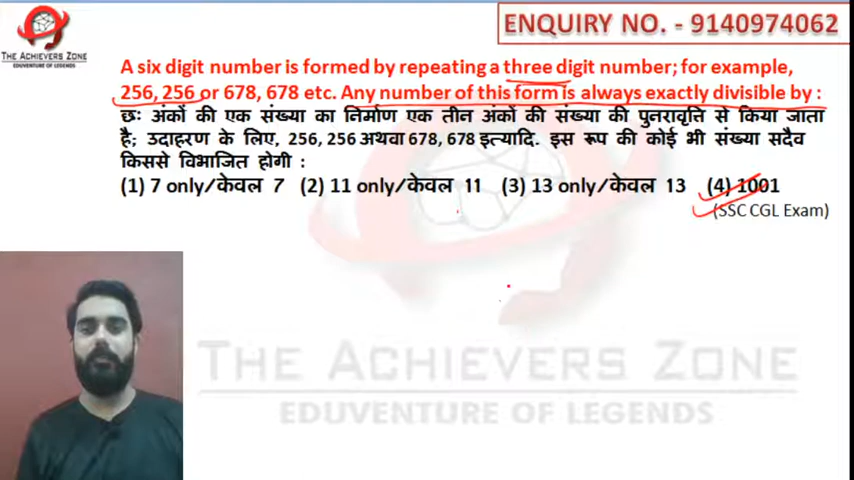 ENQUIRY NO. - 9140974062
THE ACHIEVERS ZONE
EDUVENTURE OF LEGENDS
A six digit number is formed by repeating a three digit number; for example,
256, 256 or 678, 678 etc. Any number of this form is always exactly divisible by :
छः अंकों की एक संख्या का निर्माण एक तीन अंकों की संख्या की पुनरावृत्ति से किया जाता
है; उदाहरण के लिए, 256, 256 अथवा 678, 678 इत्यादि. इस रूप की कोई भी संख्या सदैव
किससे विभाजित होगी :
(1) 7 only/केवल 7 (2) 11 only/केवल 11 (3) 13 only/केवल 13 (4) 1001
(SSC CGL Exam)
THE ACHIEVERS ZONE
EDUVENTURE OF LEGENDS